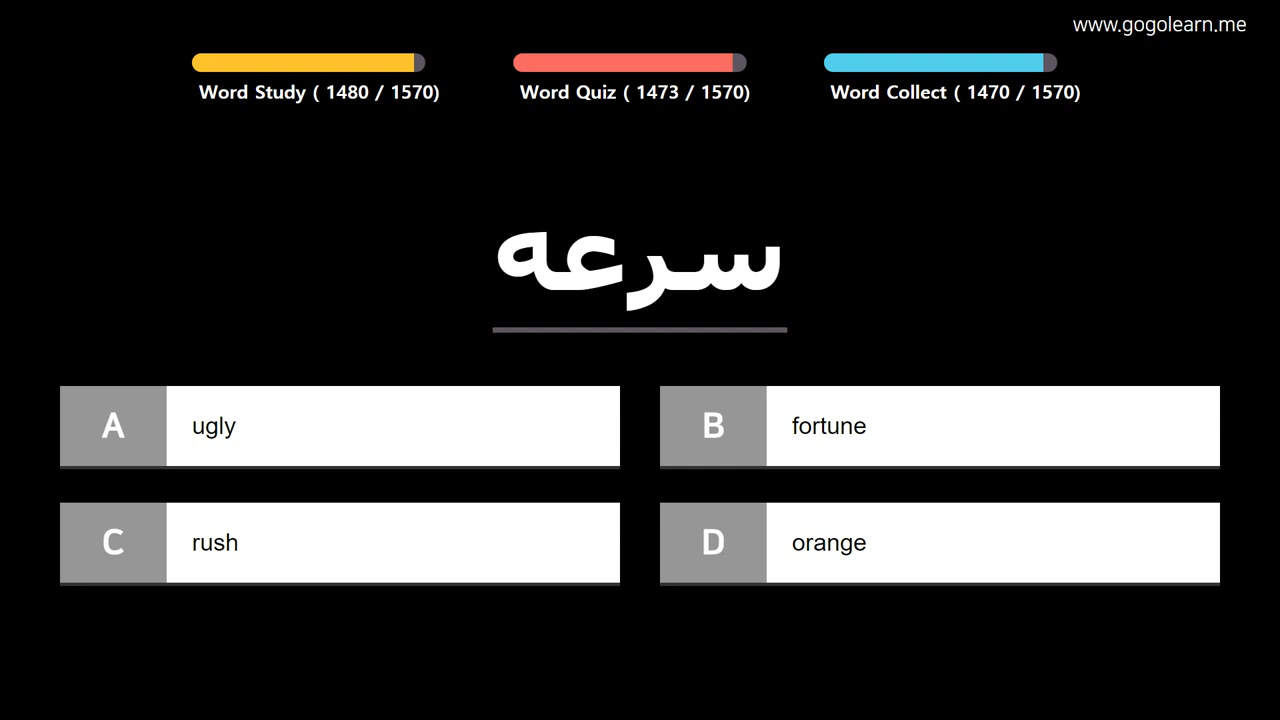 www.gogolearn.me
Word Study ( 1480 / 1570)
Word Quiz ( 1473 / 1570)
Word Collect ( 1470 / 1570)
سرعه
A ugly
B fortune
C rush
D orange